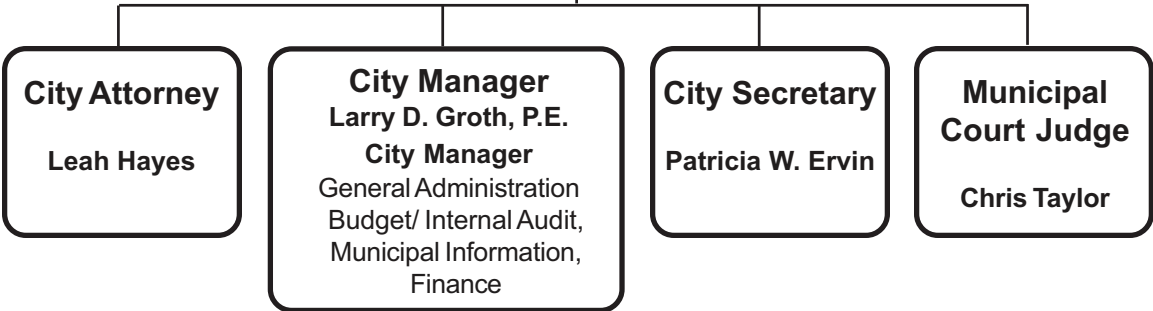 City Attorney
Leah Hayes
City Manager
Larry D. Groth, P.E.
City Manager
General Administration
Budget/ Internal Audit,
Municipal Information,
Finance
City Secretary
Patricia W. Ervin
Municipal
Court Judge
Chris Taylor